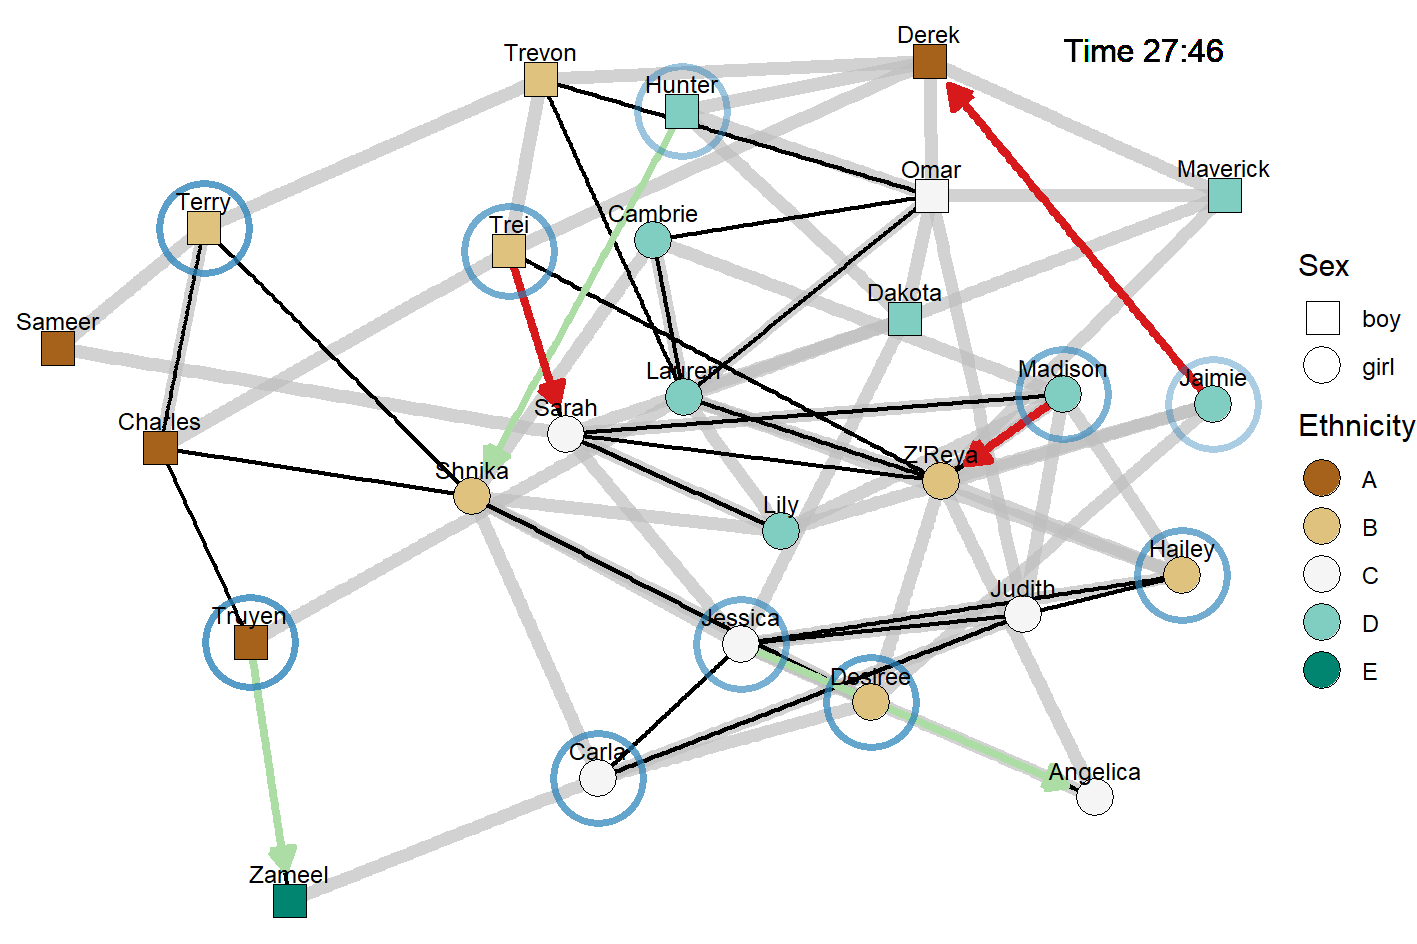 Derek
Time 27:46
Trevon
Hunter
Omar
Maverick
Terry
Cambrie
Trei
Sex
Dakota
boy
Sameer
girl
Madison
Lauren
Jaimie
Sarah
Charles
Ethnicity
Z'Reya
Shnika
A
Lily
B
Hailey
C
Judith
Truyen
Jessica
D
Desiree
E
Carla
Angelica
Zameel